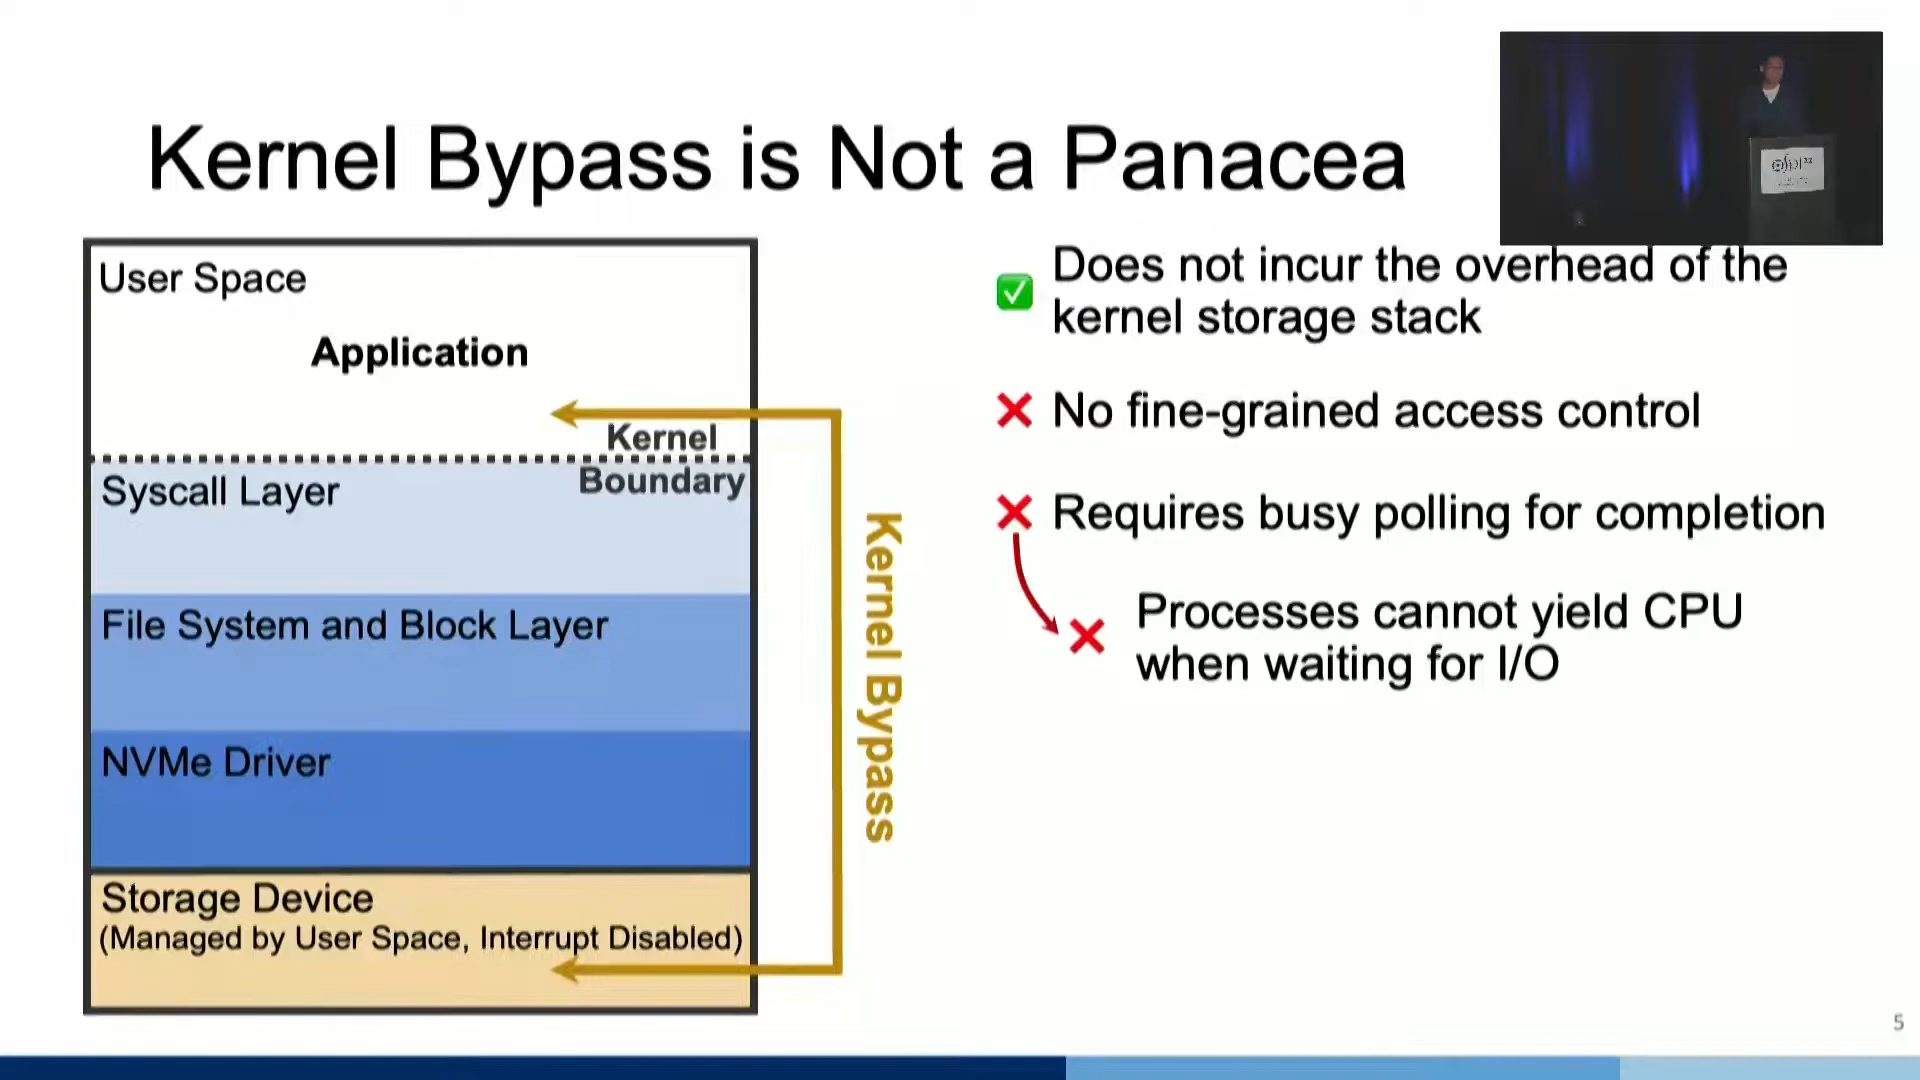 Kernel Bypass is Not a Panacea
User Space
Application
Kernel
Boundary
Syscall Layer
File System and Block Layer
NVMe Driver
Storage Device
(Managed by User Space, Interrupt Disabled)
Kernel Bypass
✅ Does not incur the overhead of the
kernel storage stack
❌ No fine-grained access control
❌ Requires busy polling for completion
❌ Processes cannot yield CPU
when waiting for I/O
5